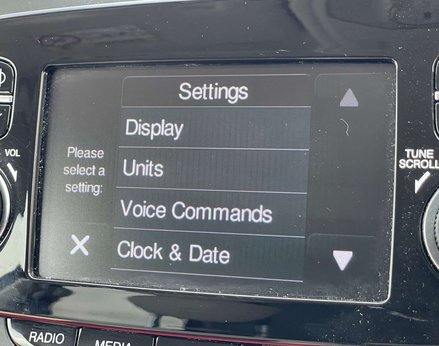 Settings
Display
Please
select a
setting:
Units
Voice Commands
Clock & Date
VOL
TUNE
SCROLL
RADIO
MEDIA